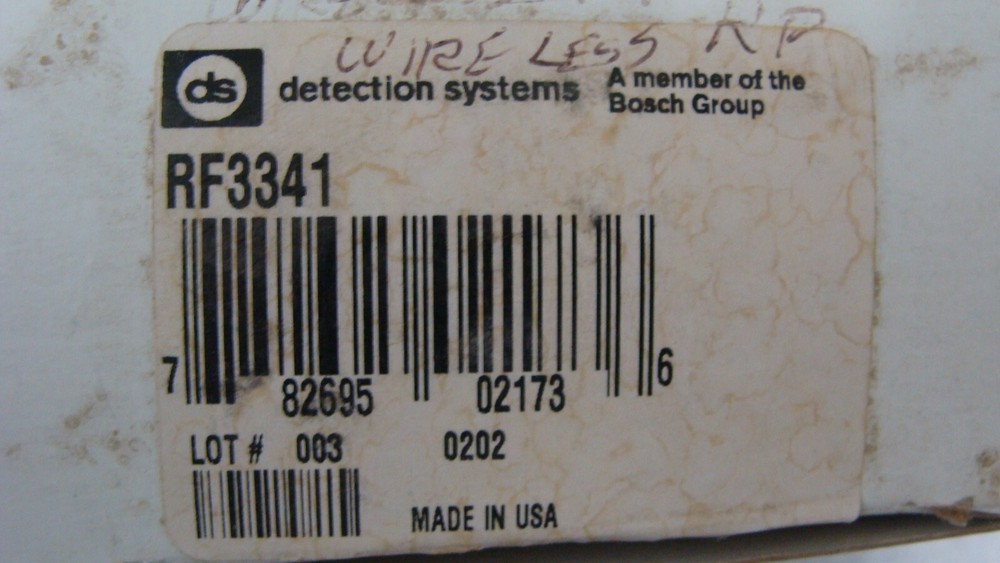 WIRELESS KP
ds detection systems A member of the
Bosch Group
RF3341
7 82695 02173 6
LOT # 003 0202
MADE IN USA